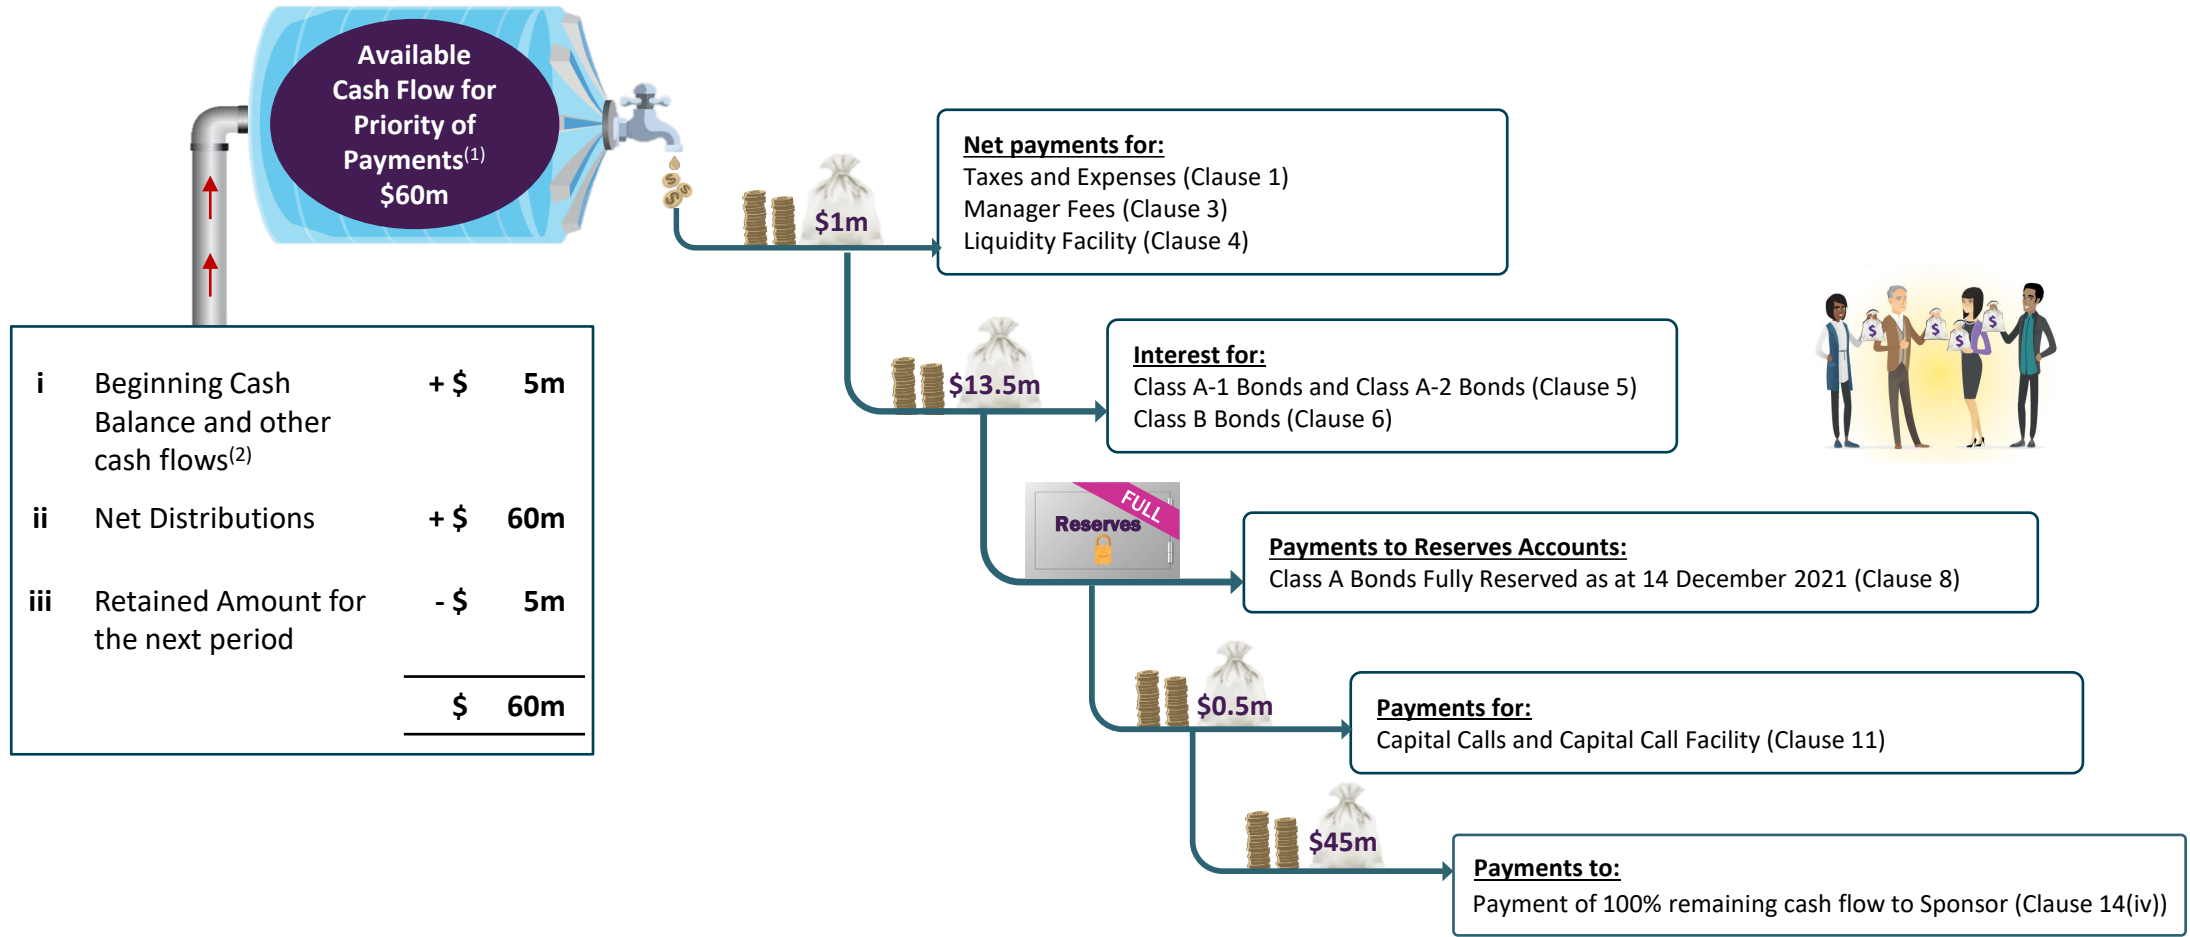 Available
Cash Flow for
Priority of
Payments(1)
$60m
i Beginning Cash + $ 5m
Balance and other
cash flows(2)
ii Net Distributions + $ 60m
iii Retained Amount for - $ 5m
the next period
$ 60m
$1m
Net payments for:
Taxes and Expenses (Clause 1)
Manager Fees (Clause 3)
Liquidity Facility (Clause 4)
$13.5m
Interest for:
Class A-1 Bonds and Class A-2 Bonds (Clause 5)
Class B Bonds (Clause 6)
$ $ $ $
FULL
Reserves
Payments to Reserves Accounts:
Class A Bonds Fully Reserved as at 14 December 2021 (Clause 8)
$0.5m
Payments for:
Capital Calls and Capital Call Facility (Clause 11)
$45m
Payments to:
Payment of 100% remaining cash flow to Sponsor (Clause 14(iv))